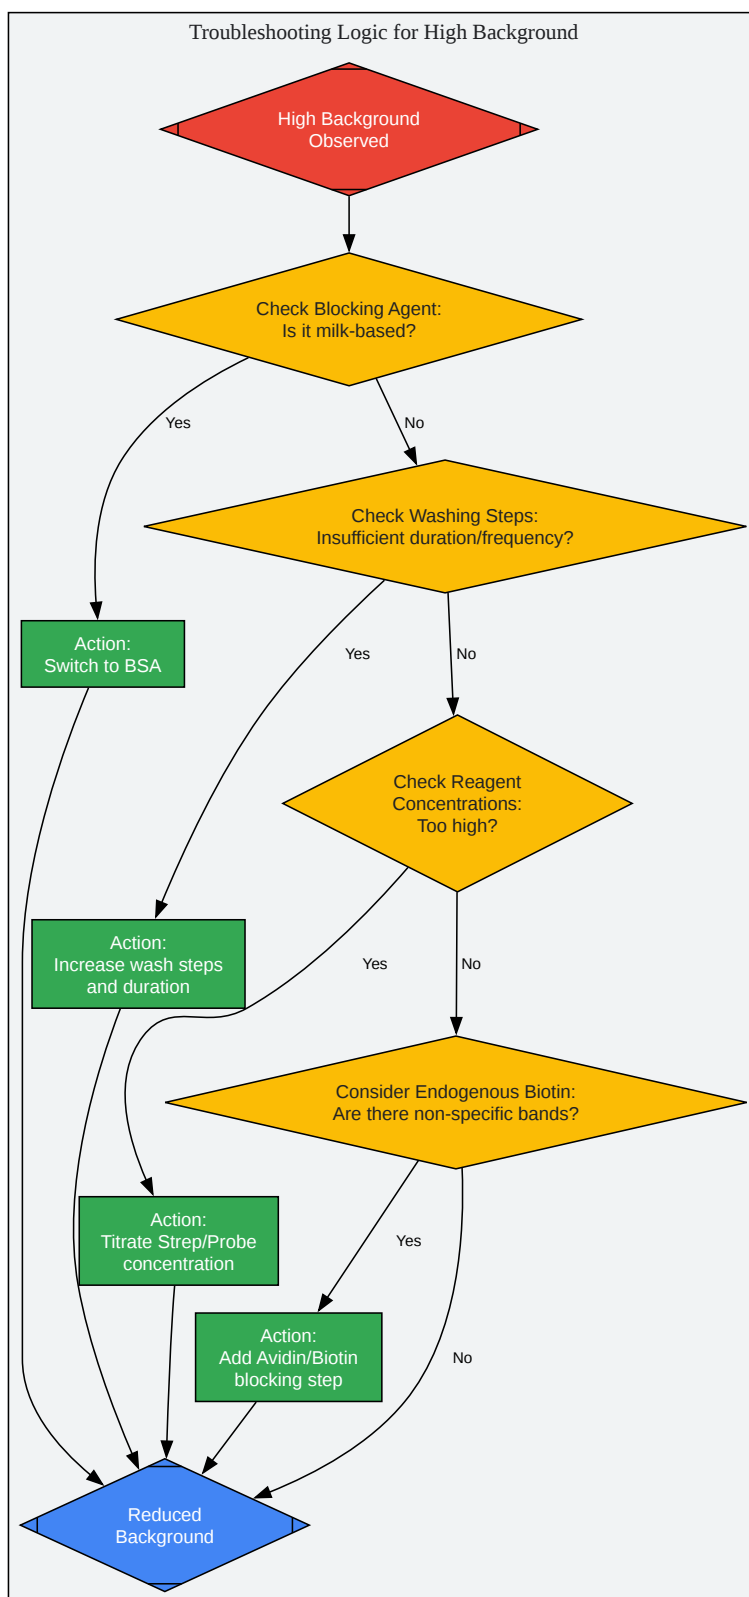 Troubleshooting Logic for High Background
High Background
Observed
Check Blocking Agent:
Is it milk-based?
Yes
No
Check Washing Steps:
Insufficient duration/frequency?
Action:
Switch to BSA
Yes
No
Check Reagent
Concentrations:
Too high?
Action:
Increase wash steps
and duration
Yes
No
Consider Endogenous Biotin:
Are there non-specific bands?
Action:
Titrate Strep/Probe
concentration
Yes
Action:
Add Avidin/Biotin
blocking step
No
Reduced
Background